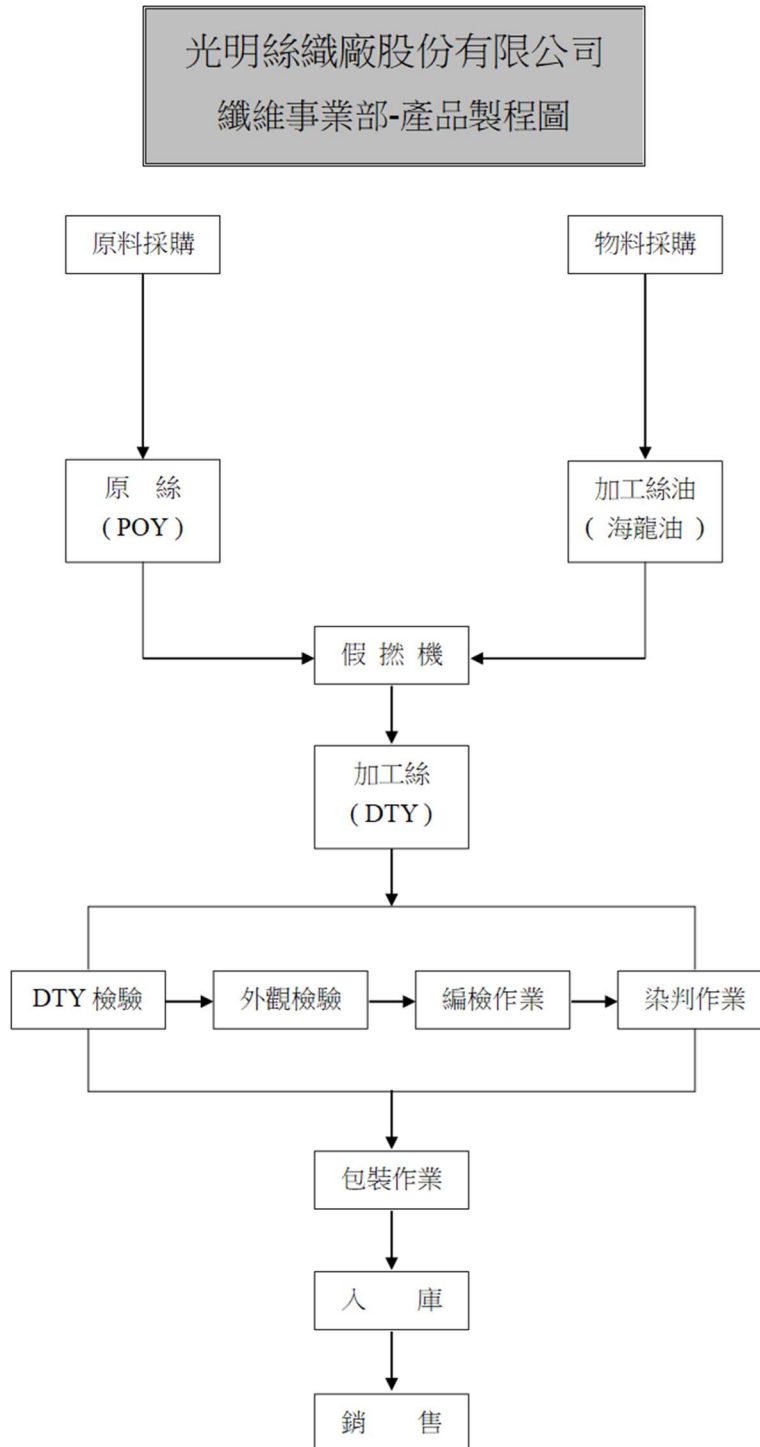 光明絲織廠股份有限公司
纖維事業部-產品製程圖
原料採購
物料採購
原 絲
( POY )
加工絲油
( 海龍油 )
假 撚 機
加工絲
( DTY )
DTY 檢驗
外觀檢驗
編檢作業
染判作業
包裝作業
入 庫
銷 售